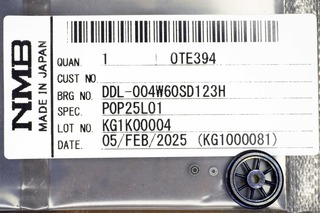 NMB
MADE IN JAPAN
QUAN. 1 OTE394
CUST NO
BRG NO. DDL-004W60SD123H
SPEC. POP25L01
LOT NO. KG1K00004
DATE. 05/FEB/2025 (KG1000081)